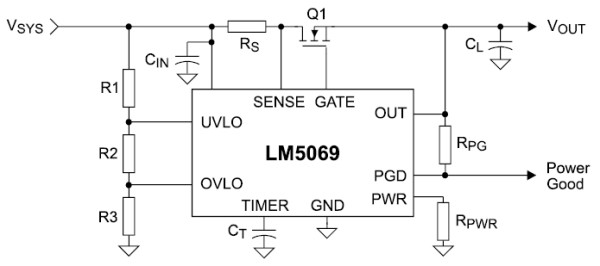 Q1
VSYS
RS
VOUT
CIN
CL
R1
SENSE
GATE
UVLO
OUT
R2
LM5069
RPG
OVLO
PGD
Power
Good
R3
TIMER
GND
PWR
CT
RPWR